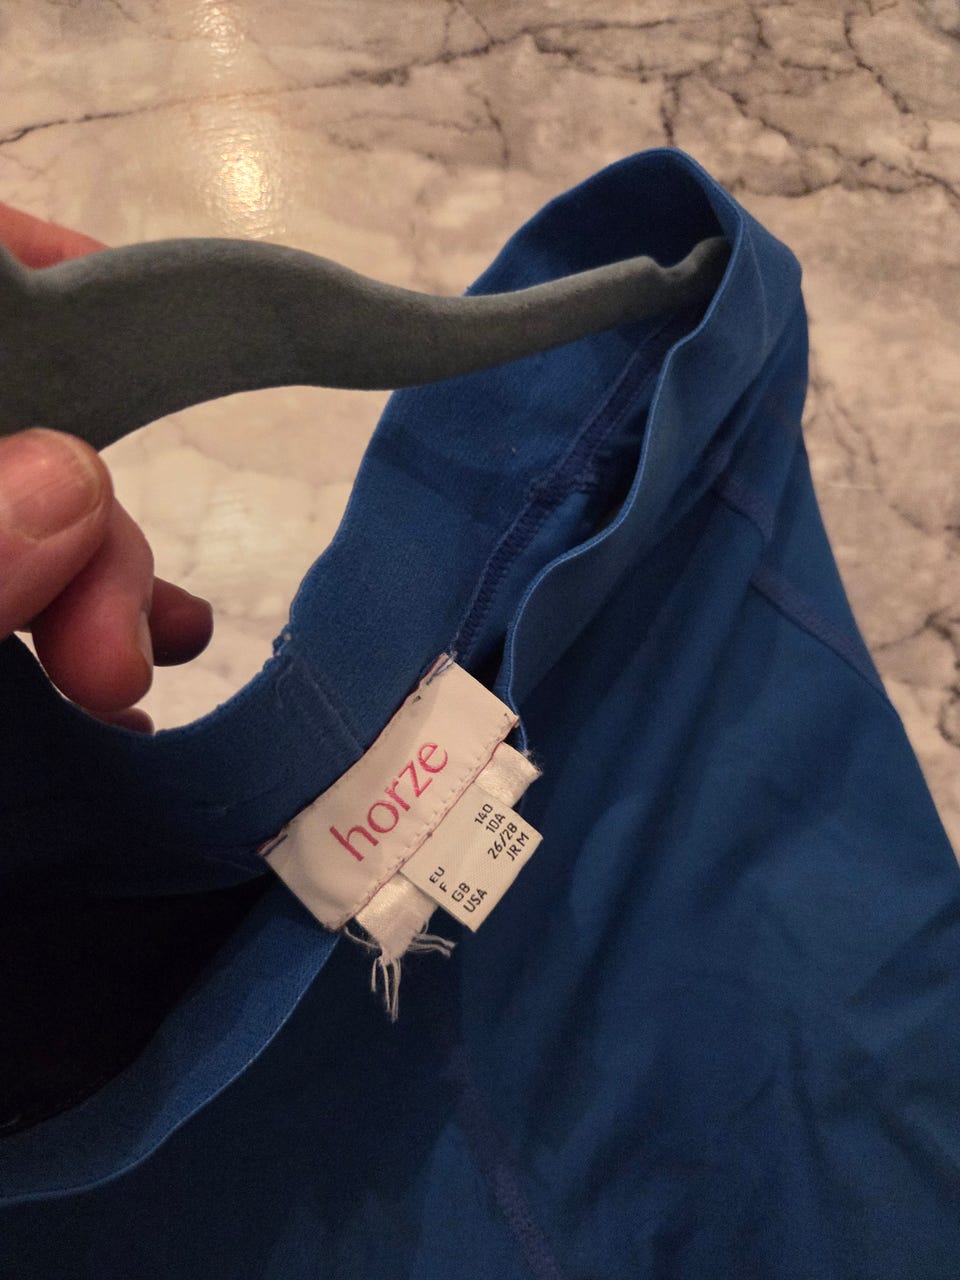 horze
EU 140
F 10A
GB 26/28
USA JR M